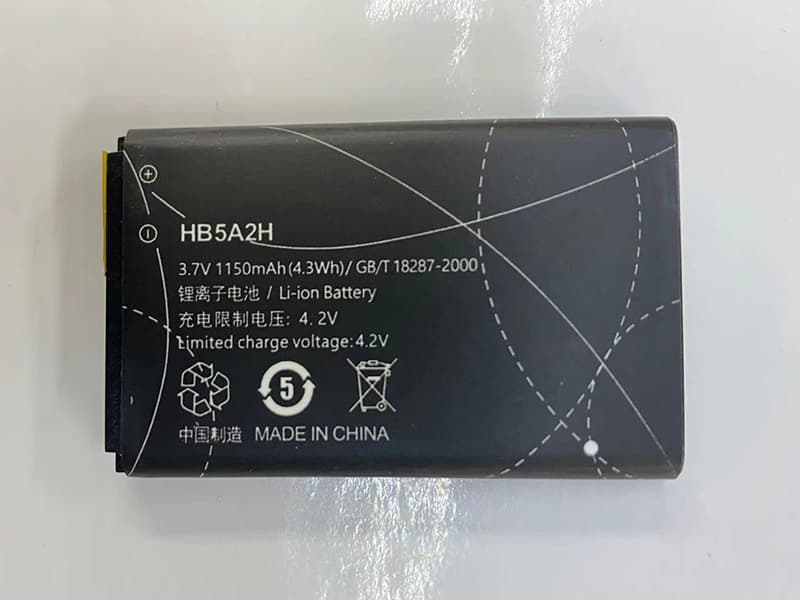 HB5A2H
3.7V 1150mAh(4.3Wh)/ GB/T 18287-2000
锂离子电池 / Li-ion Battery
充电限制电压: 4.2V
Limited charge voltage:4.2V
5
中国制造 MADE IN CHINA